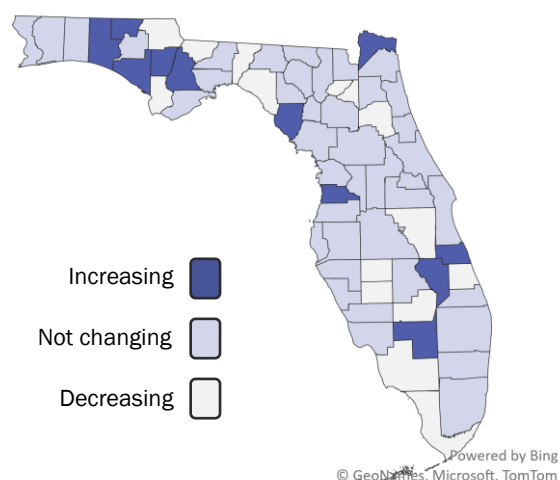 Increasing
Not changing
Decreasing
Powered by Bing
© GeoNames, Microsoft, TomTom